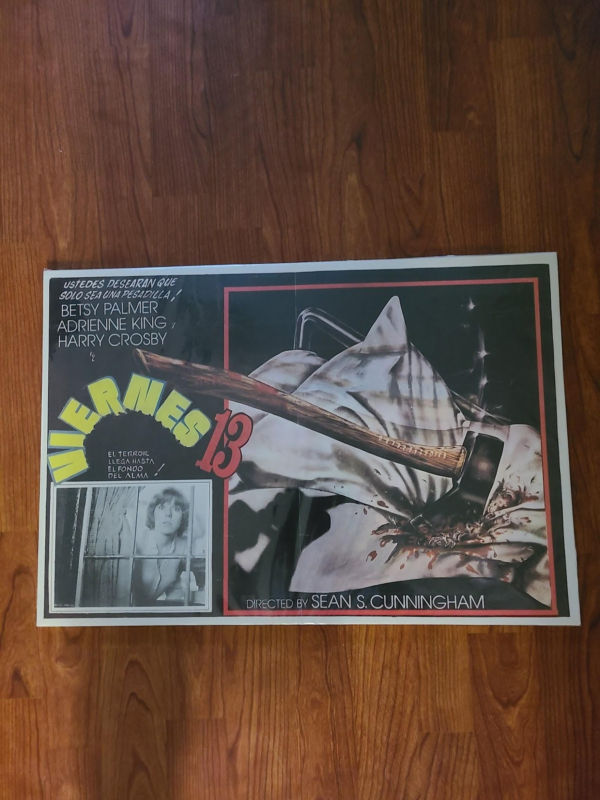 USTEDES DESEARAN QUE
SOLO SEA UNA PESADILLA!
BETSY PALMER
ADRIENNE KING y
HARRY CROSBY
VIERNES 13
EL TERROR
LLEGA HASTA
EL FONDO
DEL ALMA!
DIRECTED BY SEAN S. CUNNINGHAM